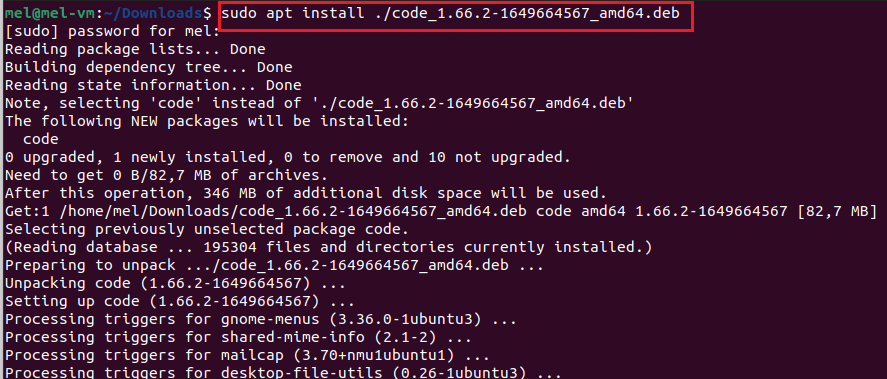 mel@mel-vm:~/Downloads$ sudo apt install ./code_1.66.2-1649664567_amd64.deb
[sudo] password for mel:
Reading package lists... Done
Building dependency tree... Done
Reading state information... Done
Note, selecting 'code' instead of './code_1.66.2-1649664567_amd64.deb'
The following NEW packages will be installed:
  code
0 upgraded, 1 newly installed, 0 to remove and 10 not upgraded.
Need to get 0 B/82,7 MB of archives.
After this operation, 346 MB of additional disk space will be used.
Get:1 /home/mel/Downloads/code_1.66.2-1649664567_amd64.deb code amd64 1.66.2-1649664567 [82,7 MB]
Selecting previously unselected package code.
(Reading database ... 195304 files and directories currently installed.)
Preparing to unpack .../code_1.66.2-1649664567_amd64.deb ...
Unpacking code (1.66.2-1649664567) ...
Setting up code (1.66.2-1649664567) ...
Processing triggers for gnome-menus (3.36.0-1ubuntu3) ...
Processing triggers for shared-mime-info (2.1-2) ...
Processing triggers for mailcap (3.70+nmu1ubuntu1) ...
Processing triggers for desktop-file-utils (0.26-1ubuntu3) ...